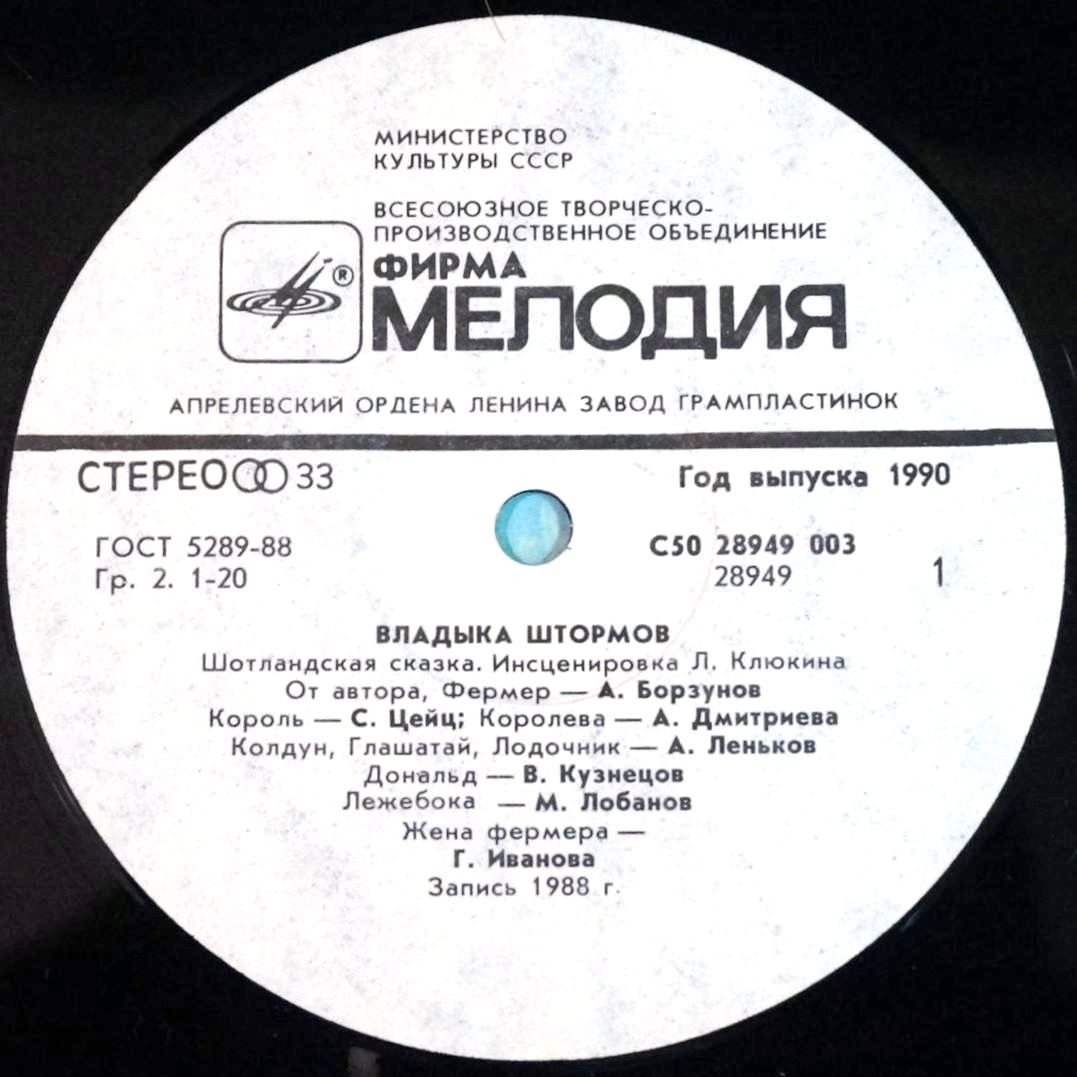 МИНИСТЕРСТВО
КУЛЬТУРЫ СССР
ВСЕСОЮЗНОЕ ТВОРЧЕСКО-
ПРОИЗВОДСТВЕННОЕ ОБЪЕДИНЕНИЕ
ФИРМА
®
МЕЛОДИЯ
АПРЕЛЕВСКИЙ ОРДЕНА ЛЕНИНА ЗАВОД ГРАМПЛАСТИНОК
СТЕРЕО 33 Год выпуска 1990
ГОСТ 5289-88 С50 28949 003
Гр. 2. 1-20 28949 1
ВЛАДЫКА ШТОРМОВ
Шотландская сказка. Инсценировка Л. Клюкина
От автора, Фермер — А. Борзунов
Король — С. Цейц; Королева — А. Дмитриева
Колдун, Глашатай, Лодочник — А. Леньков
Дональд — В. Кузнецов
Лежебока — М. Лобанов
Жена фермера —
Г. Иванова
Запись 1988 г.